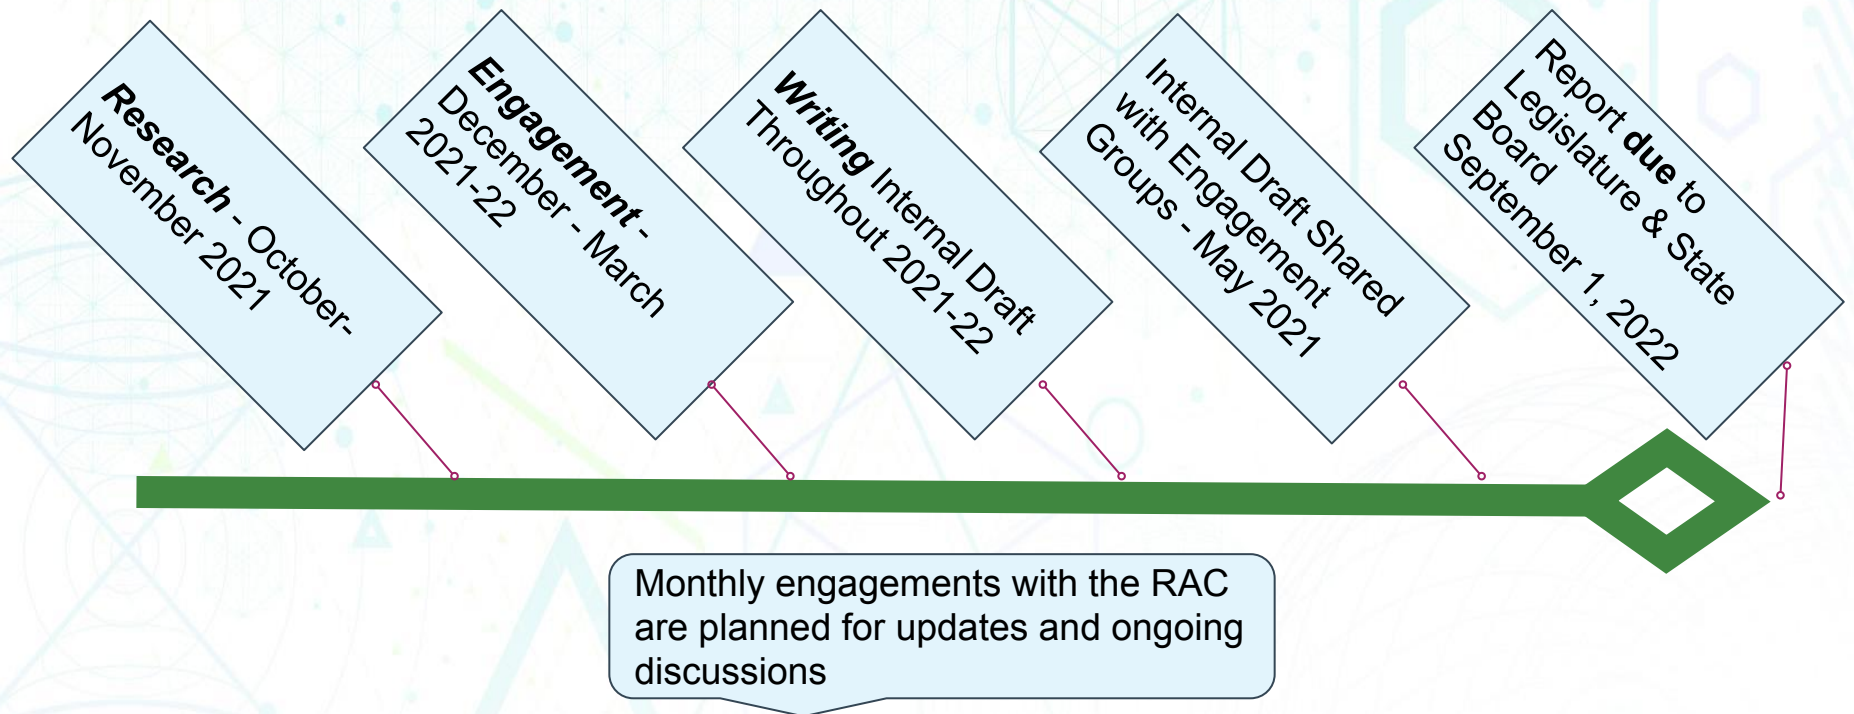 Research - October-
November 2021
Engagement -
December - March
2021-22
Writing Internal Draft
Throughout 2021-22
Internal Draft Shared
with Engagement
Groups - May 2021
Report due to
Legislature & State
Board
September 1, 2022
Monthly engagements with the RAC
are planned for updates and ongoing
discussions